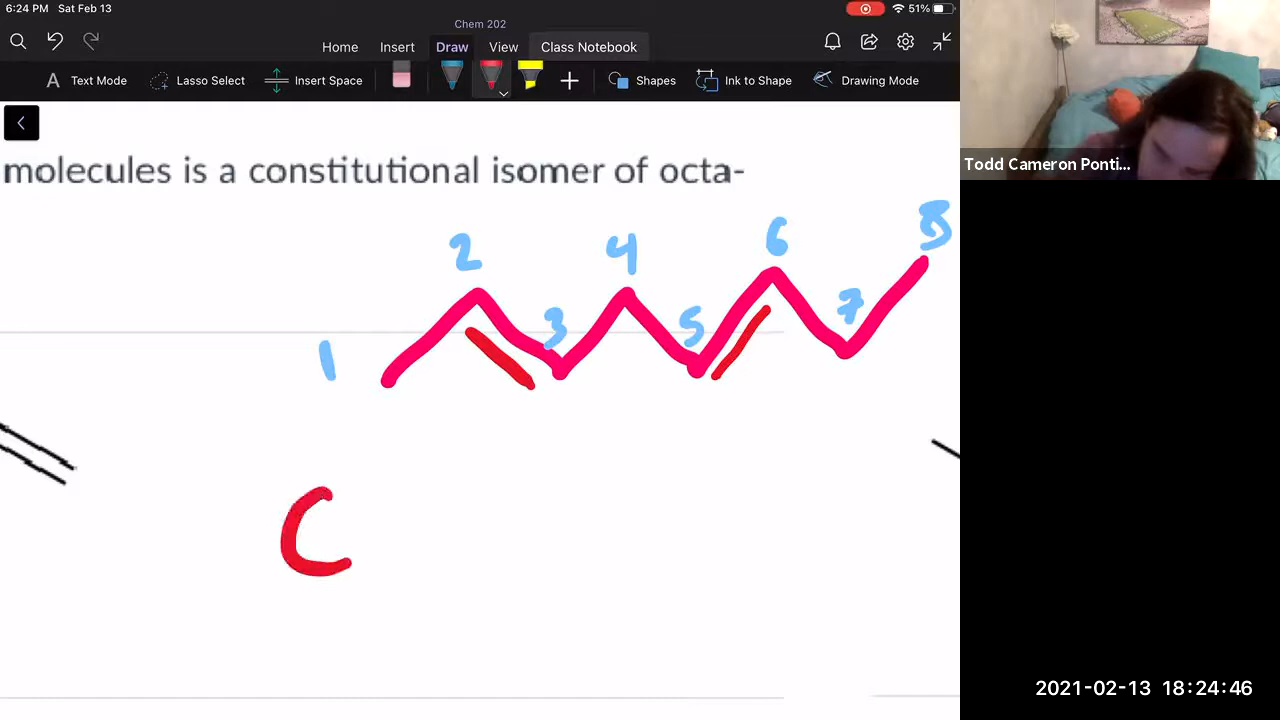 6:24 PM Sat Feb 13
51%
Chem 202
Home Insert Draw View Class Notebook
Text Mode Lasso Select Insert Space Shapes Ink to Shape Drawing Mode
molecules is a constitutional isomer of octa-
1 2 3 4 5 6 7 8
C
Todd Cameron Ponti...
2021-02-13 18:24:46